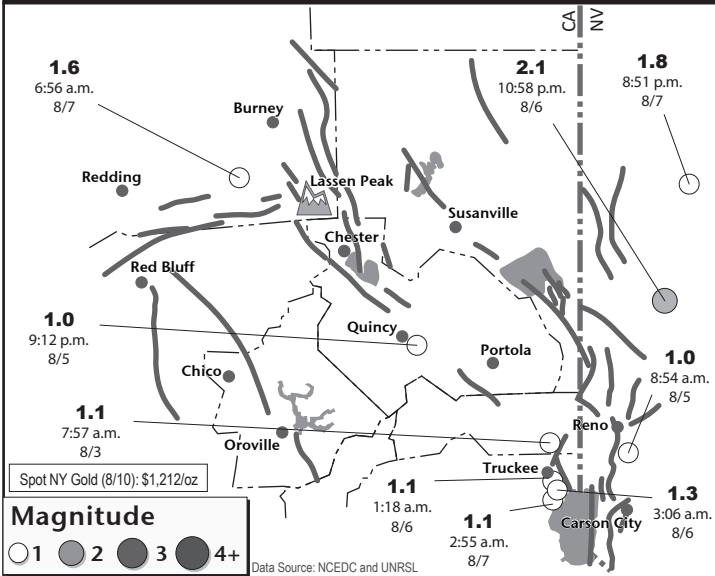 CA
NV
1.6
6:56 a.m.
8/7
2.1
10:58 p.m.
8/6
1.8
8:51 p.m.
8/7
Burney
Redding
Lassen Peak
Susanville
Chester
Red Bluff
1.0
9:12 p.m.
8/5
Quincy
Portola
1.0
8:54 a.m.
8/5
Chico
1.1
7:57 a.m.
8/3
Oroville
Reno
Truckee
Spot NY Gold (8/10): $1,212/oz
1.1
1:18 a.m.
8/6
1.1
2:55 a.m.
8/7
1.3
3:06 a.m.
8/6
Carson City
Magnitude
1 2 3 4+
Data Source: NCEDC and UNRSL